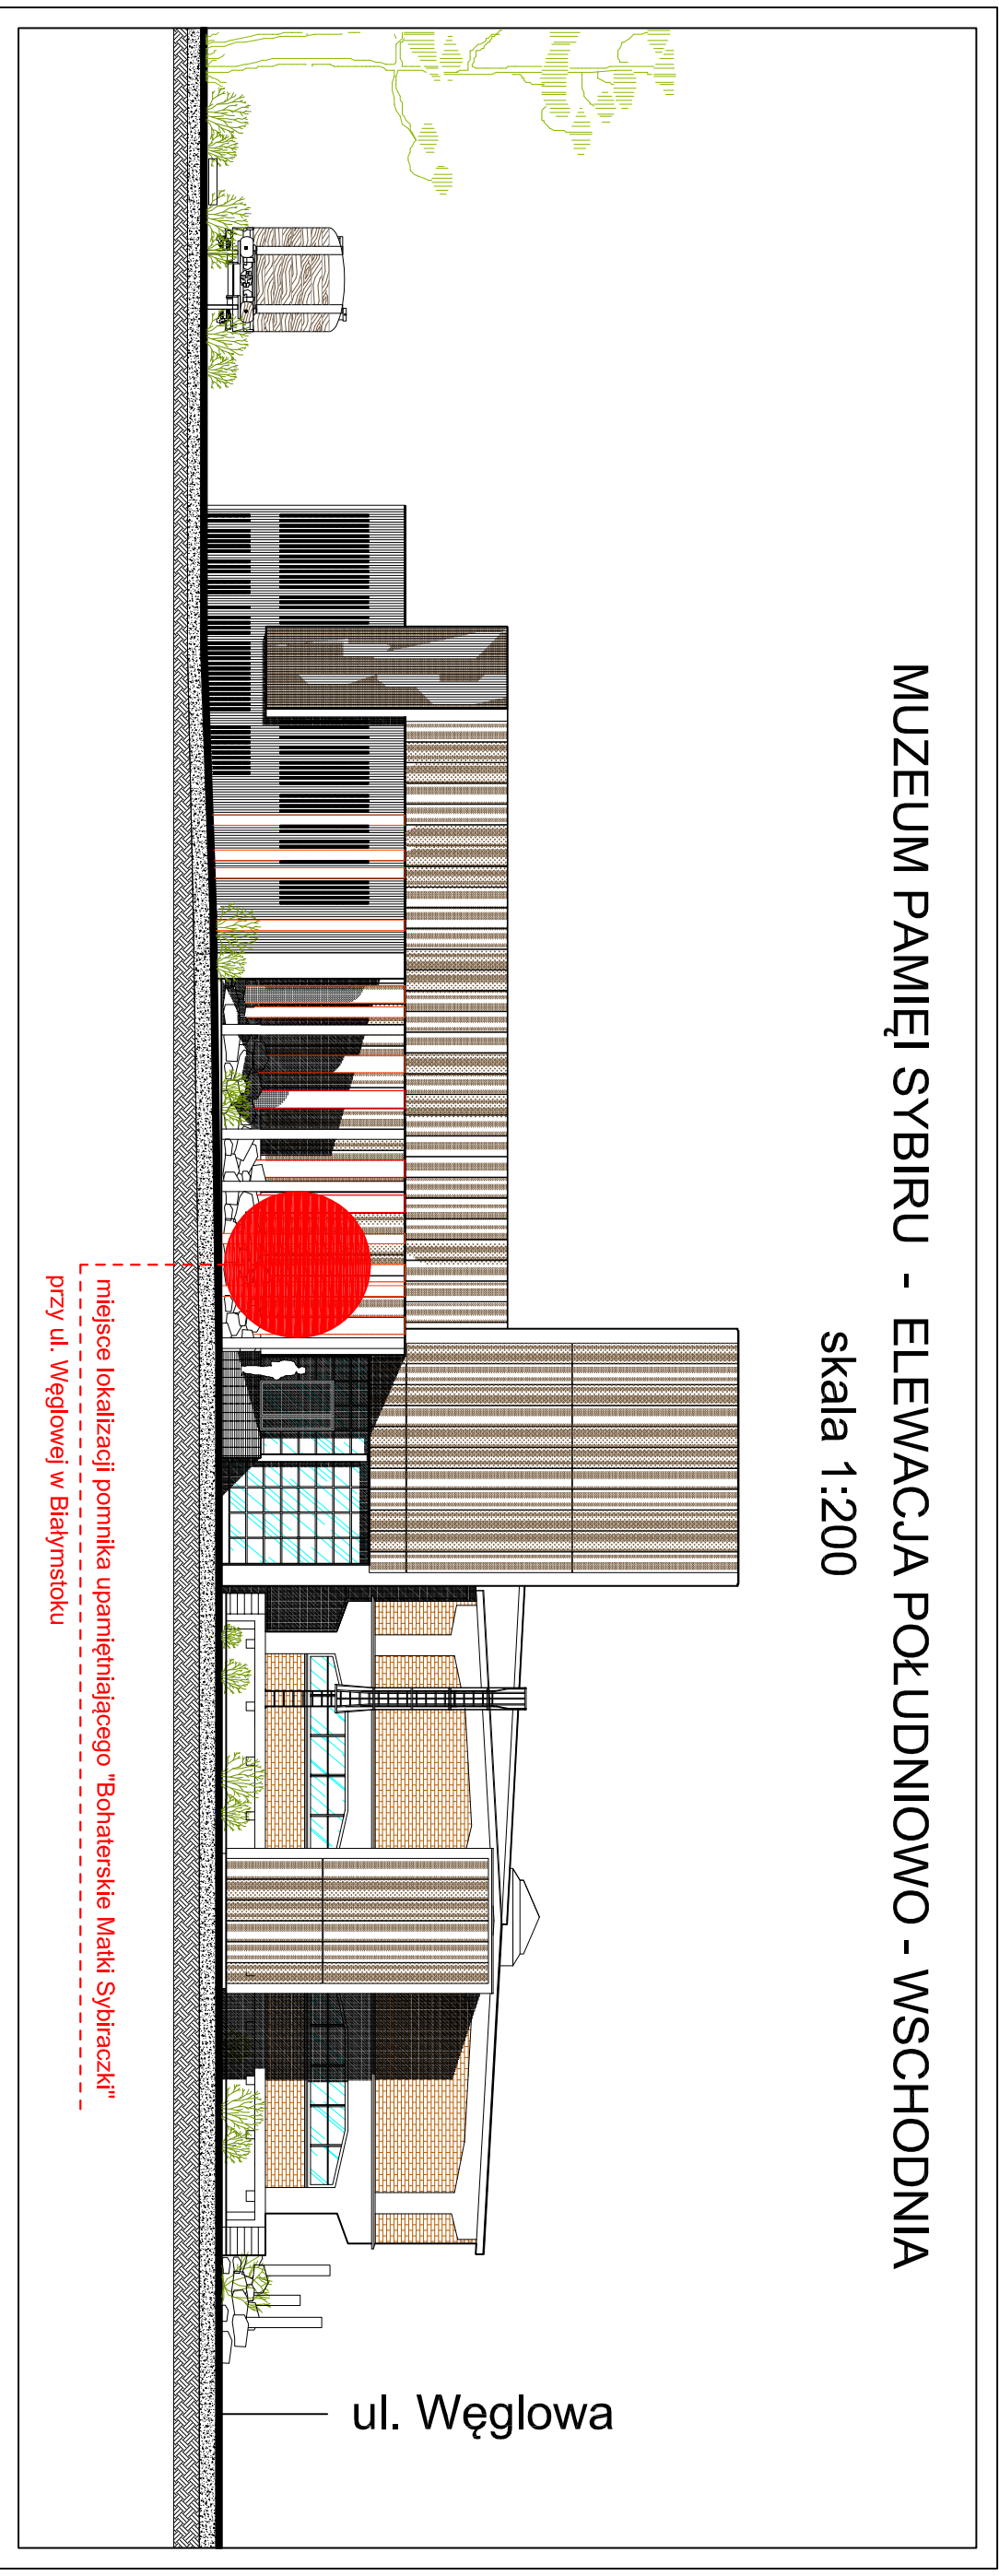 MUZEUM PAMIĘI SYBIRU - ELEWACJA POŁUDNIOWO - WSCHODNIA
skala 1:200
ul. Węglowa
miejsce lokalizacji pomnika upamiętniającego "Bohaterskie Matki Sybiraczki"
przy ul. Węglowej w Białymstoku